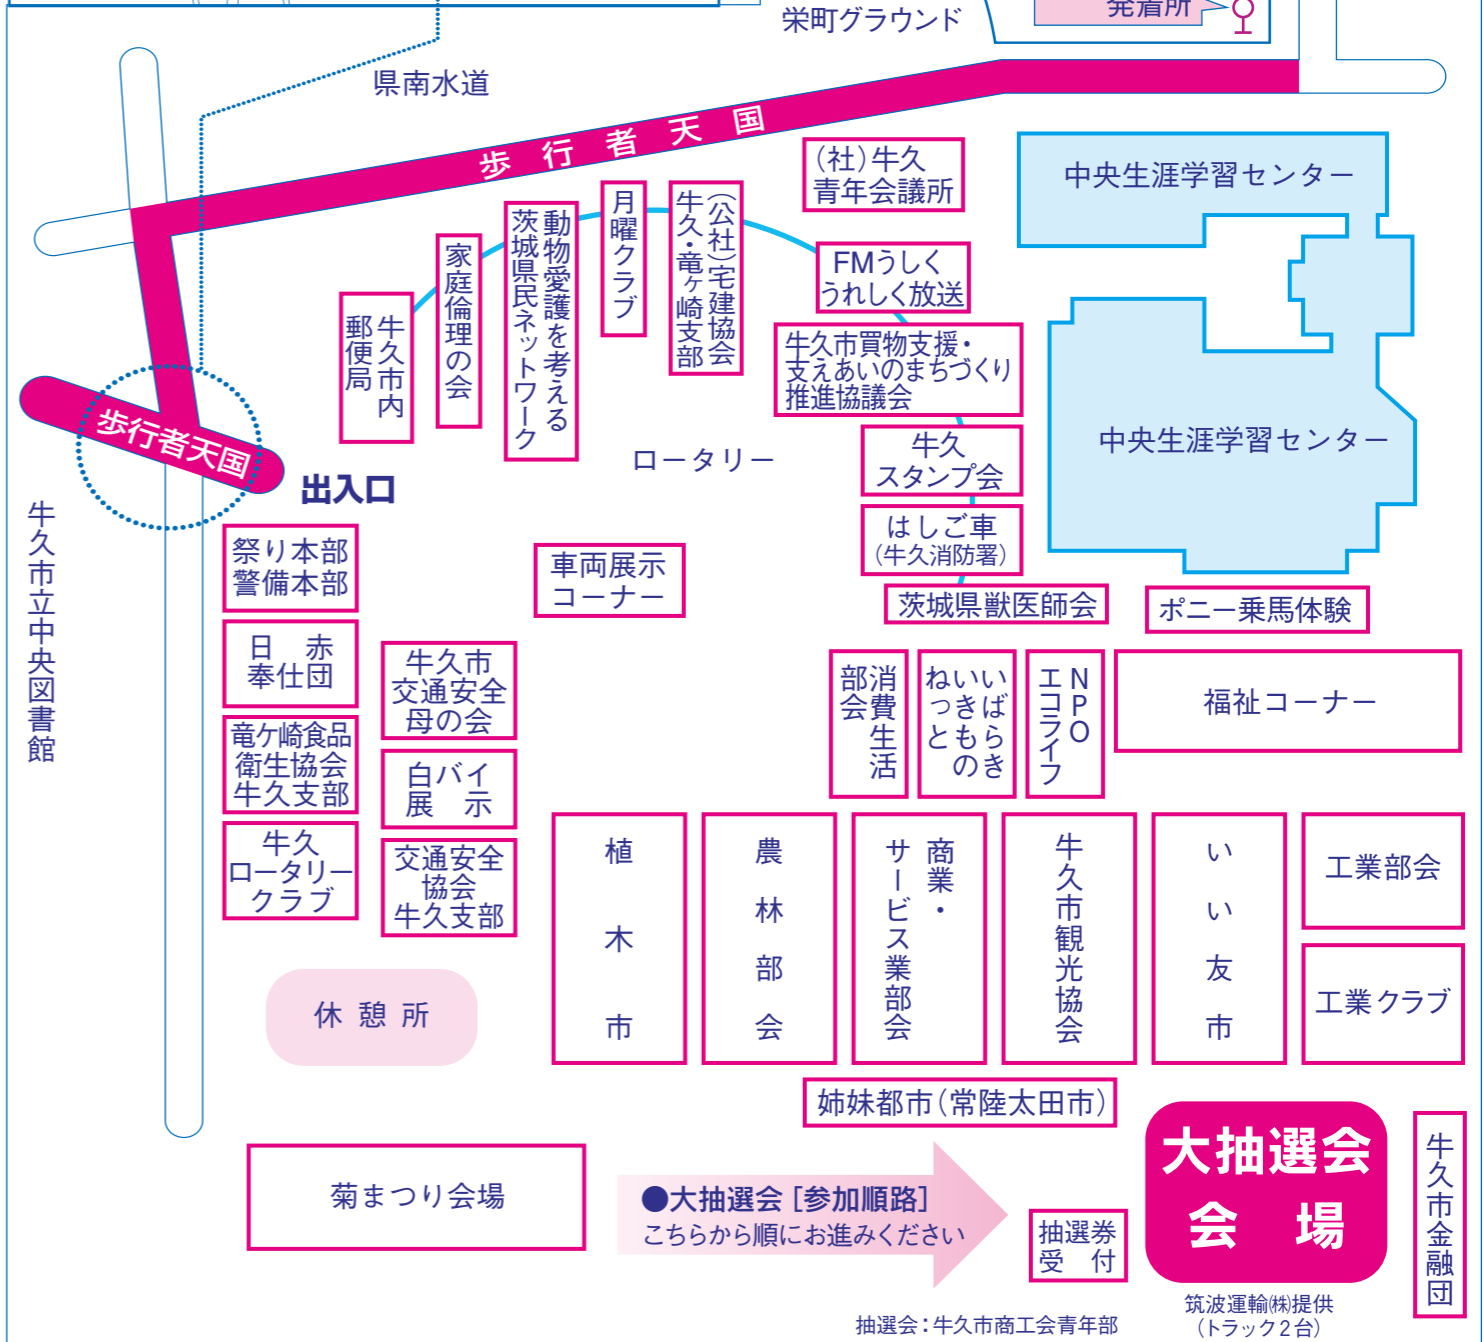 発着所
栄町グラウンド
県南水道
歩行者天国
(社)牛久
青年会議所
中央生涯学習センター
(公社)宅建協会
牛久・竜ヶ崎支部
月曜クラブ
動物愛護を考える
茨城県民ネットワーク
家庭倫理の会
牛久市内
郵便局
FMうしく
うれしく放送
牛久市買物支援・
支えあいのまちづくり
推進協議会
歩行者天国
出入口
ロータリー
牛久
スタンプ会
中央生涯学習センター
はしご車
(牛久消防署)
茨城県獣医師会
ポニー乗馬体験
牛久市立中央図書館
祭り本部
警備本部
車両展示
コーナー
日　赤
奉仕団
牛久市
交通安全
母の会
竜ケ崎食品
衛生協会
牛久支部
白バイ
展　示
牛久
ロータリー
クラブ
交通安全
協会
牛久支部
消費生活
部会
いばらき
いきもの
ねっと
NPO
エコライフ
福祉コーナー
植木市
農林部会
商業・
サービス業部会
牛久市観光協会
いい友市
工業部会
工業クラブ
休憩所
姉妹都市(常陸太田市)
菊まつり会場
●大抽選会［参加順路］
こちらから順にお進みください
抽選券
受　付
大抽選会
会　場
牛久市金融団
筑波運輸㈱提供
(トラック2台)
抽選会：牛久市商工会青年部